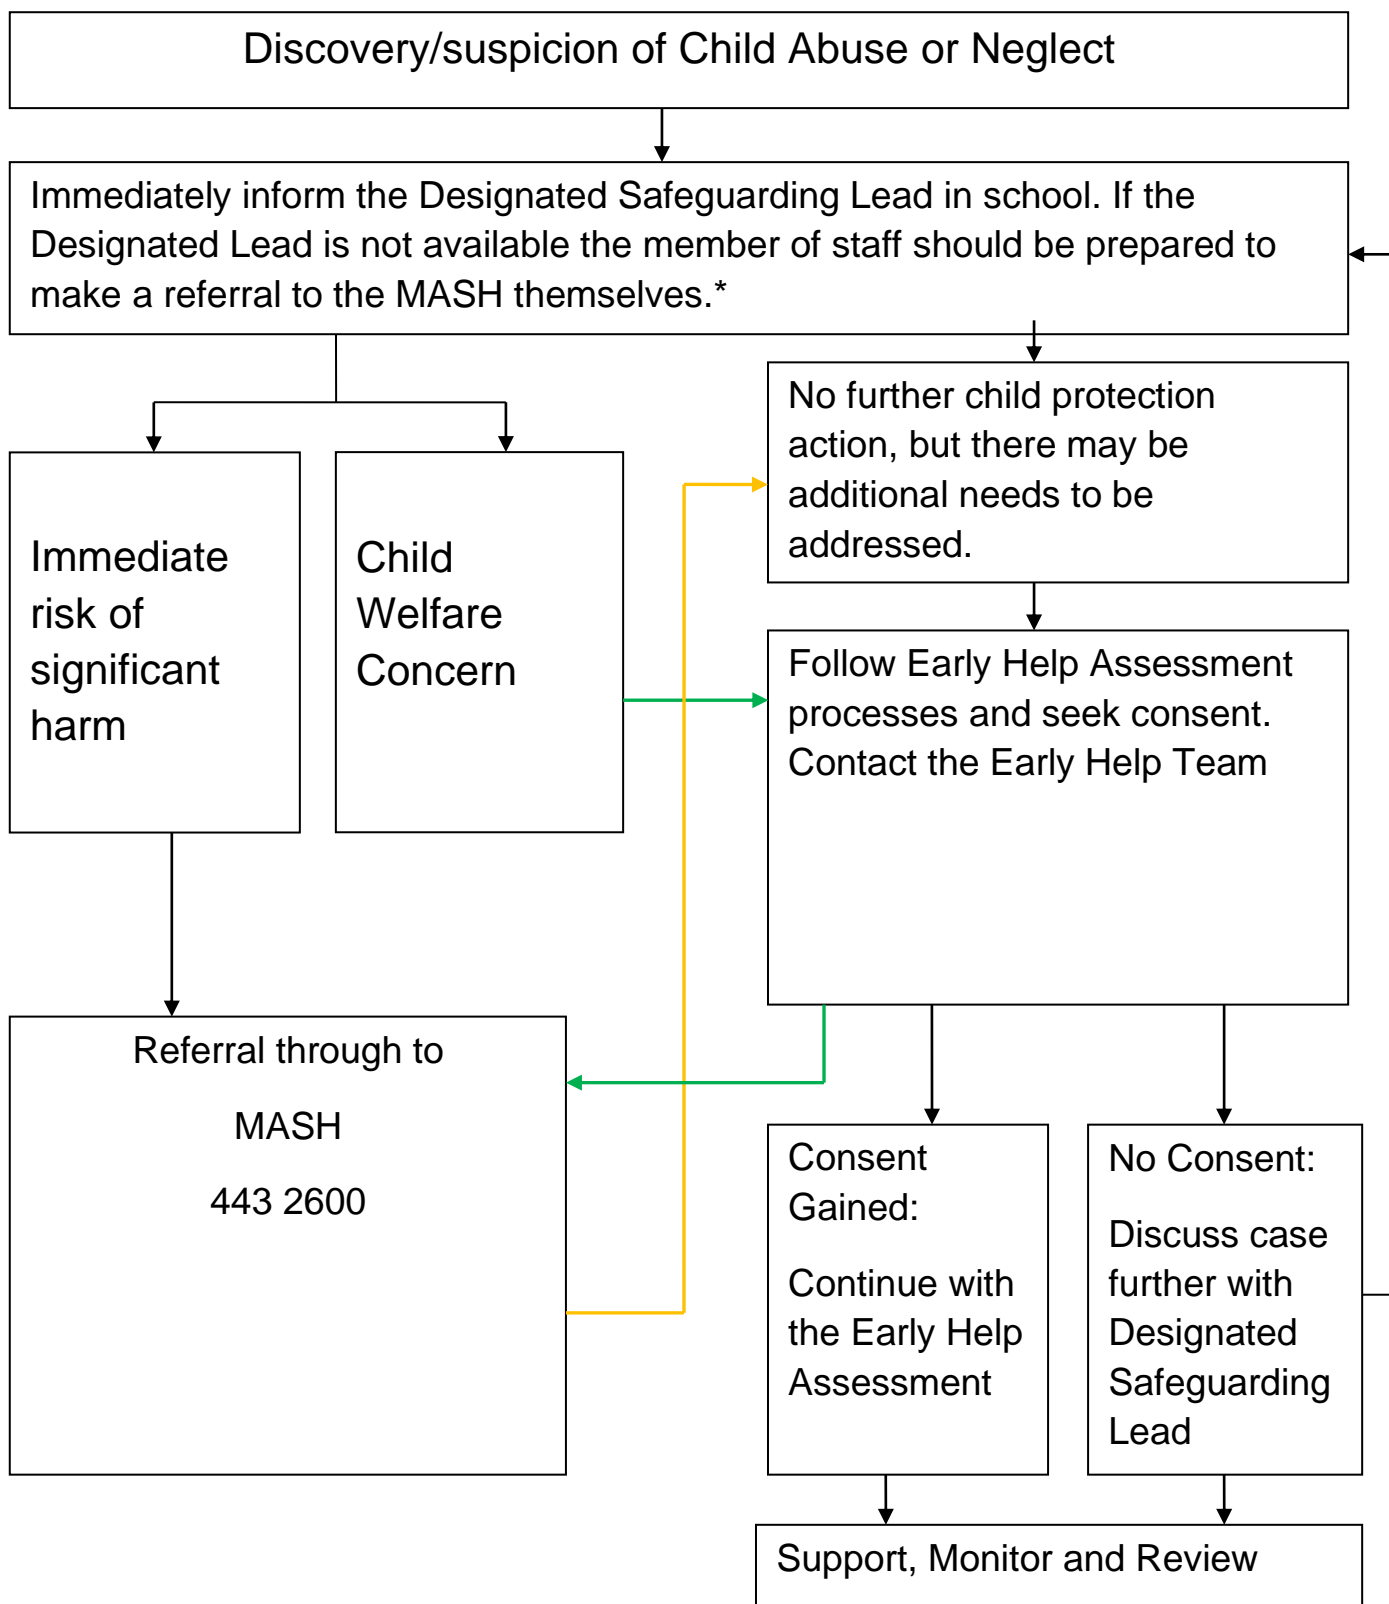 Discovery/suspicion of Child Abuse or Neglect
Immediately inform the Designated Safeguarding Lead in school. If the
Designated Lead is not available the member of staff should be prepared to
make a referral to the MASH themselves.*
No further child protection
action, but there may be
additional needs to be
addressed.
Immediate
risk of
significant
harm
Child
Welfare
Concern
Follow Early Help Assessment
processes and seek consent.
Contact the Early Help Team
Referral through to
MASH
443 2600
Consent
Gained:
Continue with
the Early Help
Assessment
No Consent:
Discuss case
further with
Designated
Safeguarding
Lead
Support, Monitor and Review